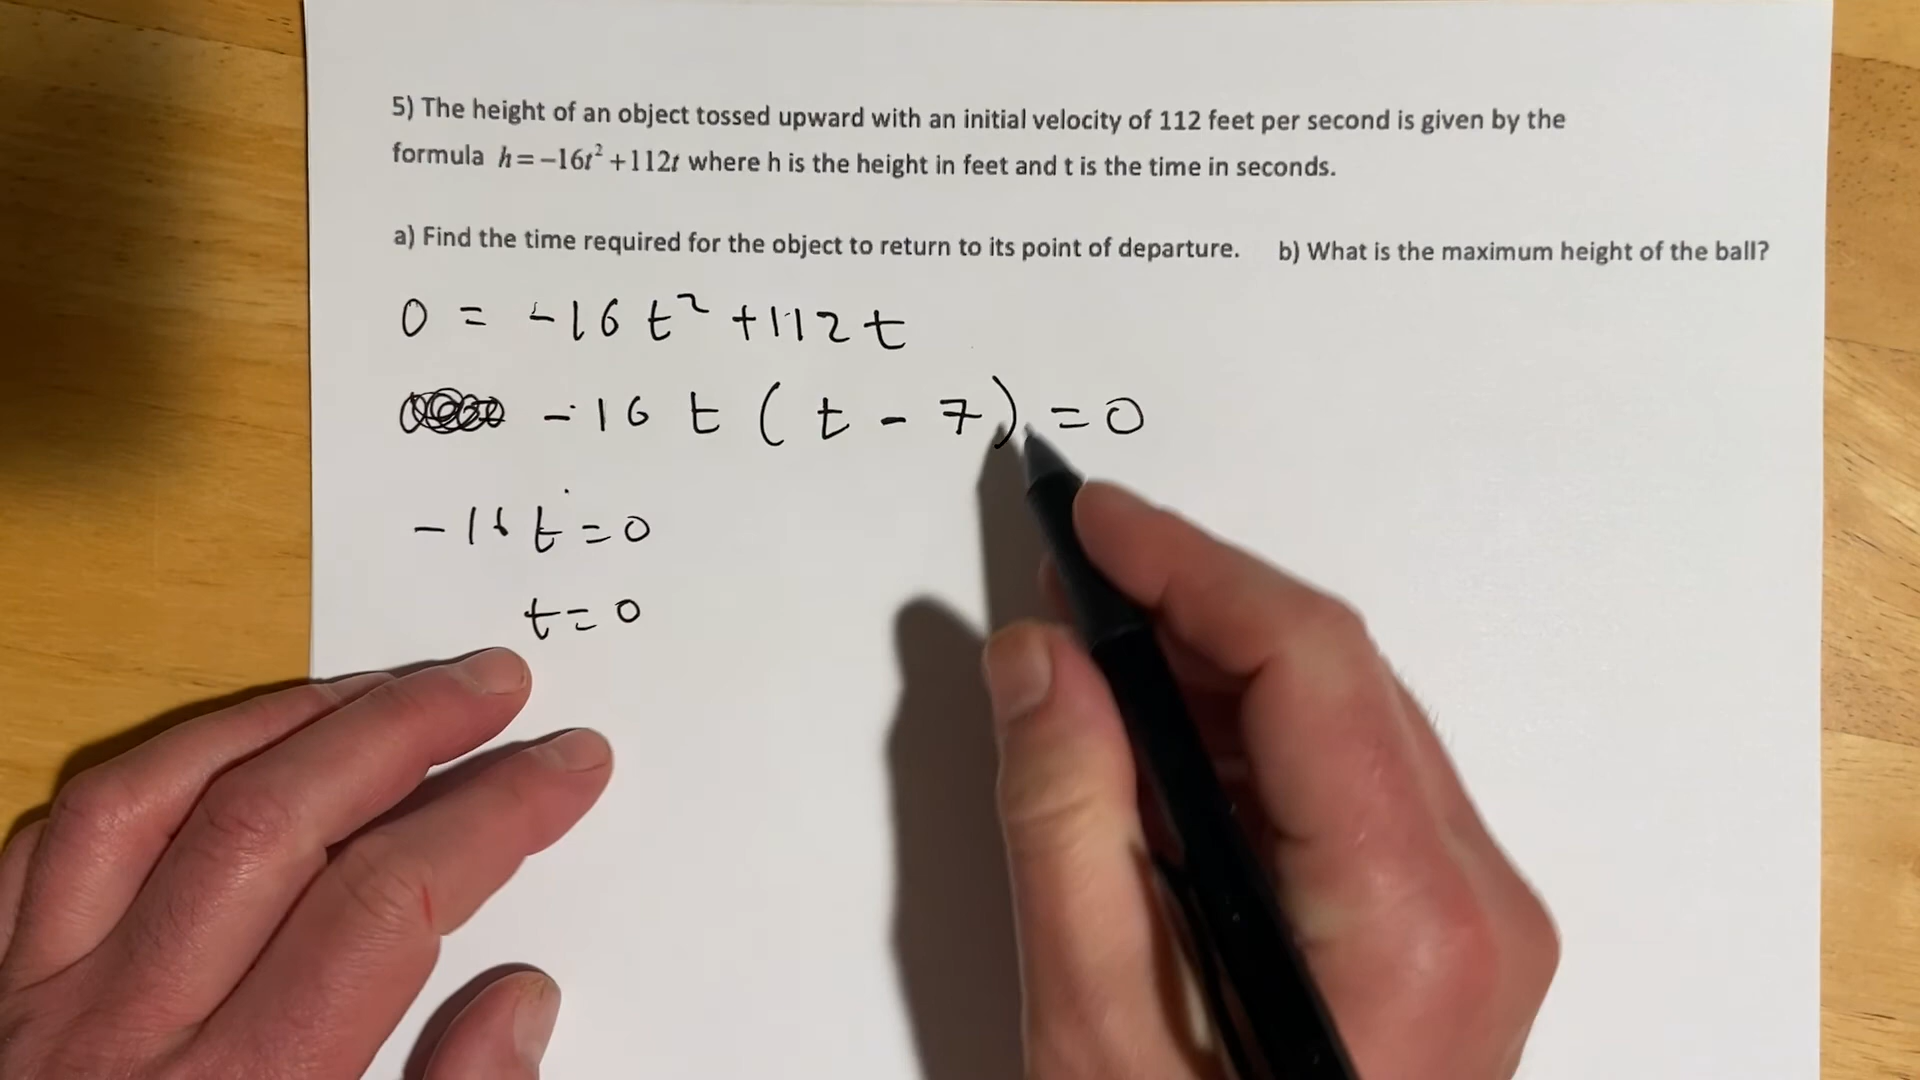 5) The height of an object tossed upward with an initial velocity of 112 feet per second is given by the
formula h = −16t² + 112t where h is the height in feet and t is the time in seconds.
a) Find the time required for the object to return to its point of departure. b) What is the maximum height of the ball?
0 = -16t² + 112t
-16t(t - 7) = 0
-16t = 0
t = 0